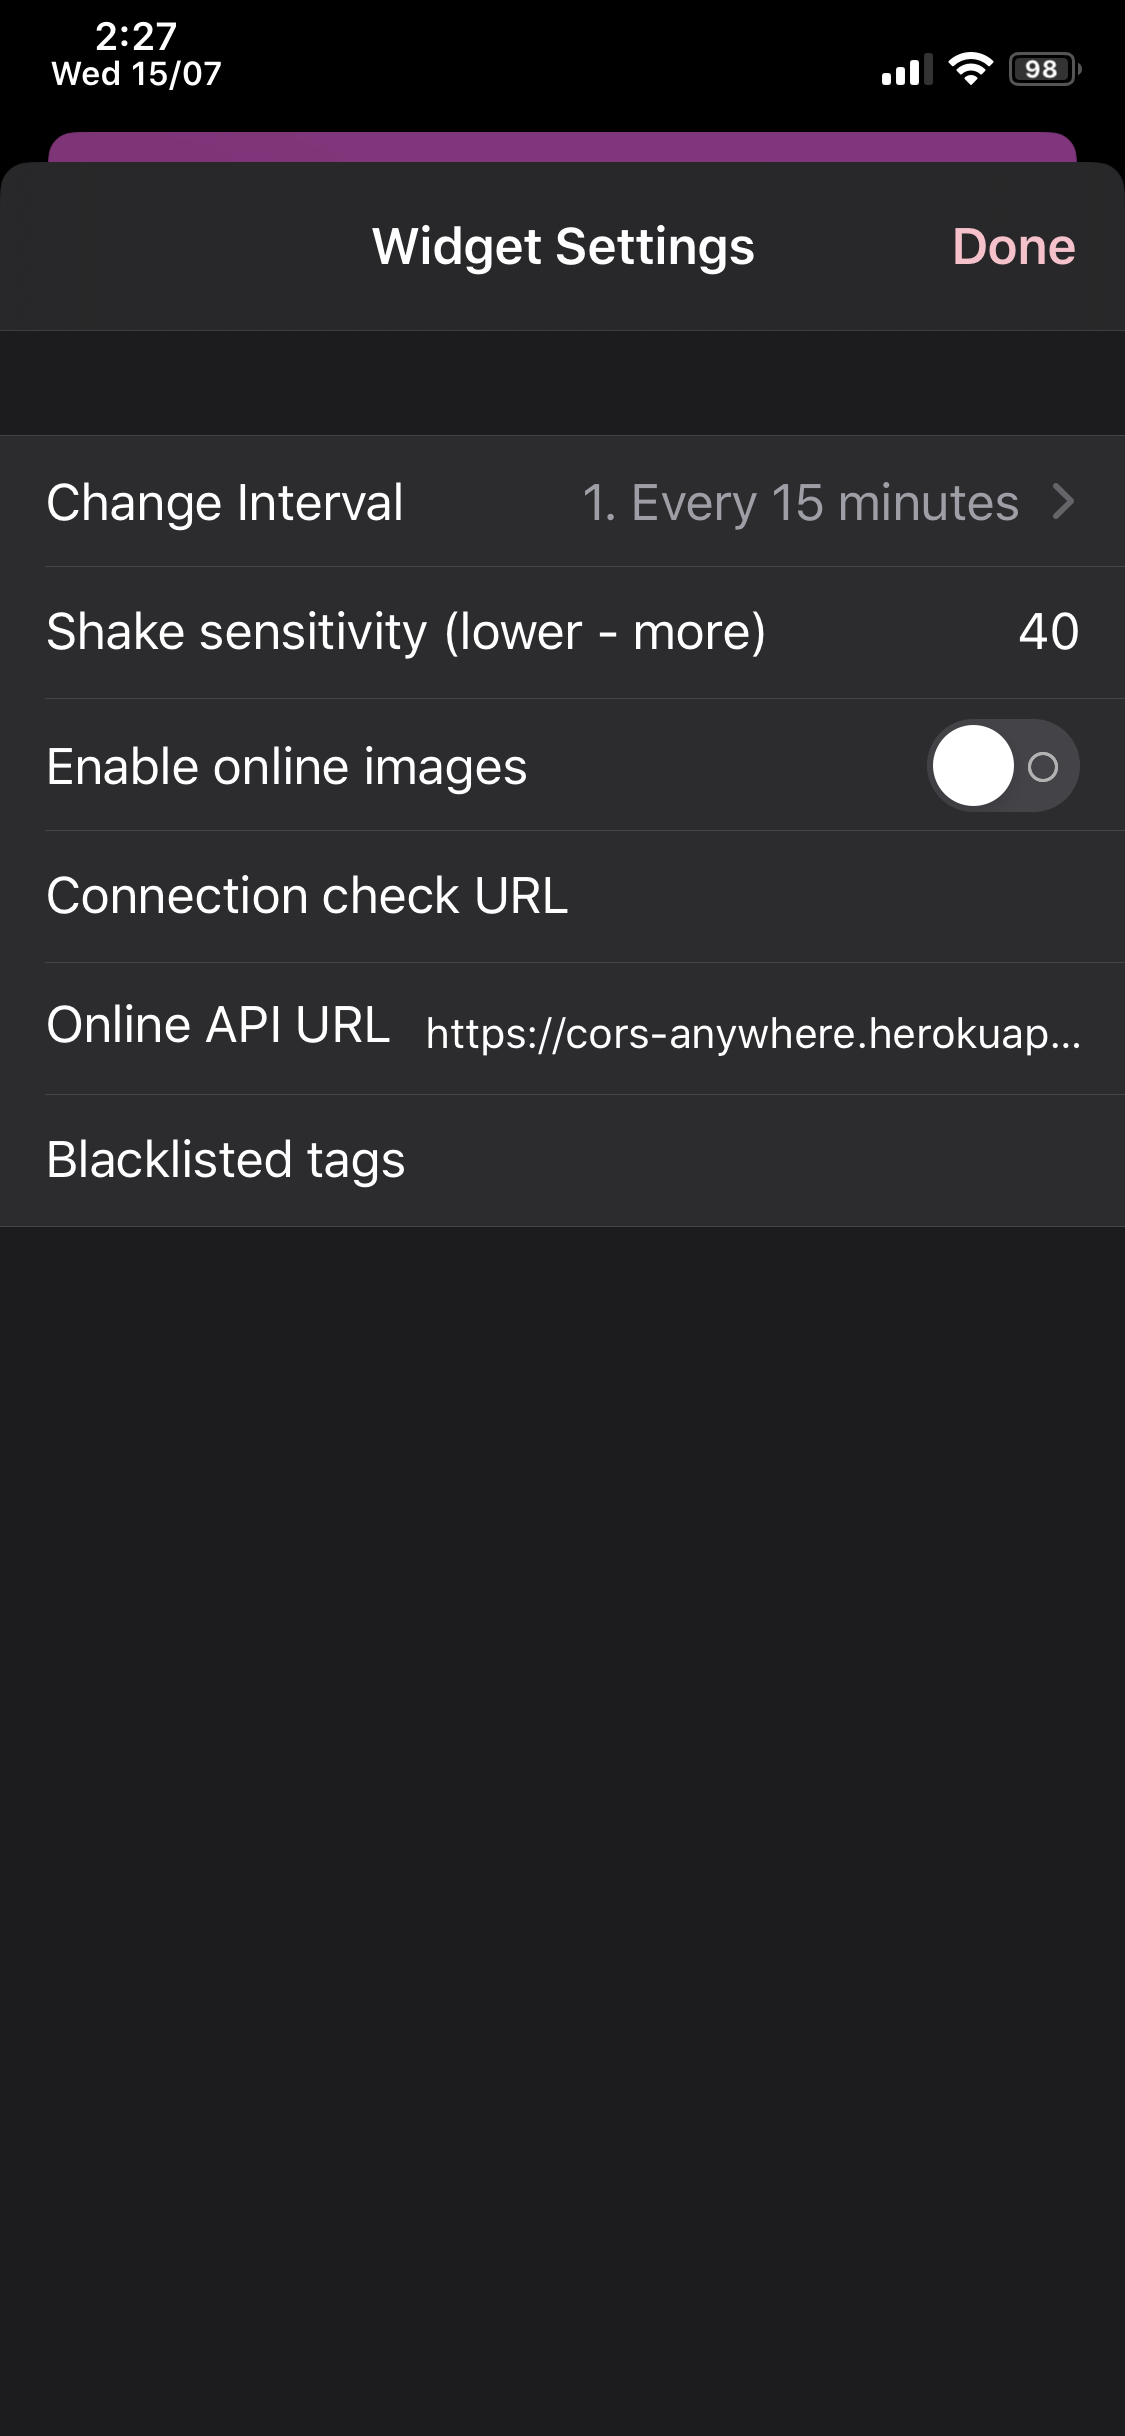 2:27
Wed 15/07
98
Widget Settings
Done
Change Interval
1. Every 15 minutes
Shake sensitivity (lower - more)
40
Enable online images
Connection check URL
Online API URL
https://cors-anywhere.herokuap...
Blacklisted tags